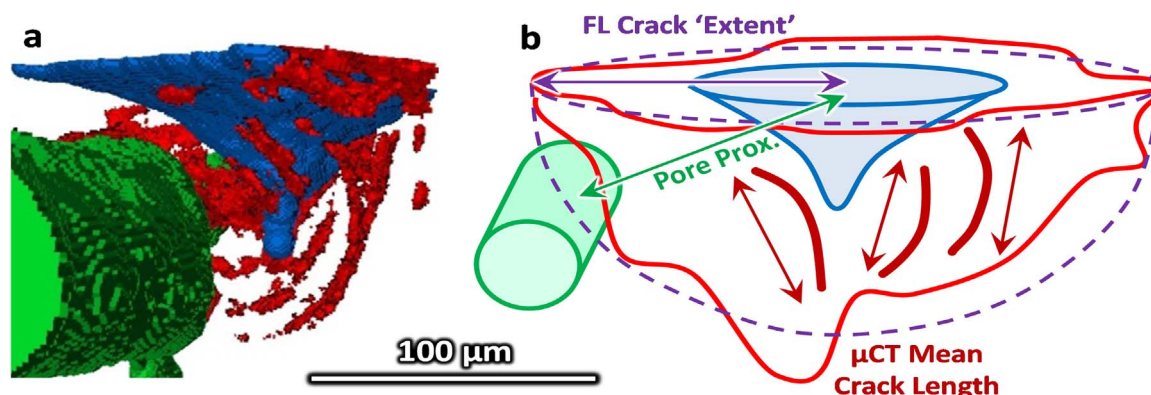 a
100 μm
b
FL Crack ‘Extent’
Pore Prox.
μCT Mean
Crack Length